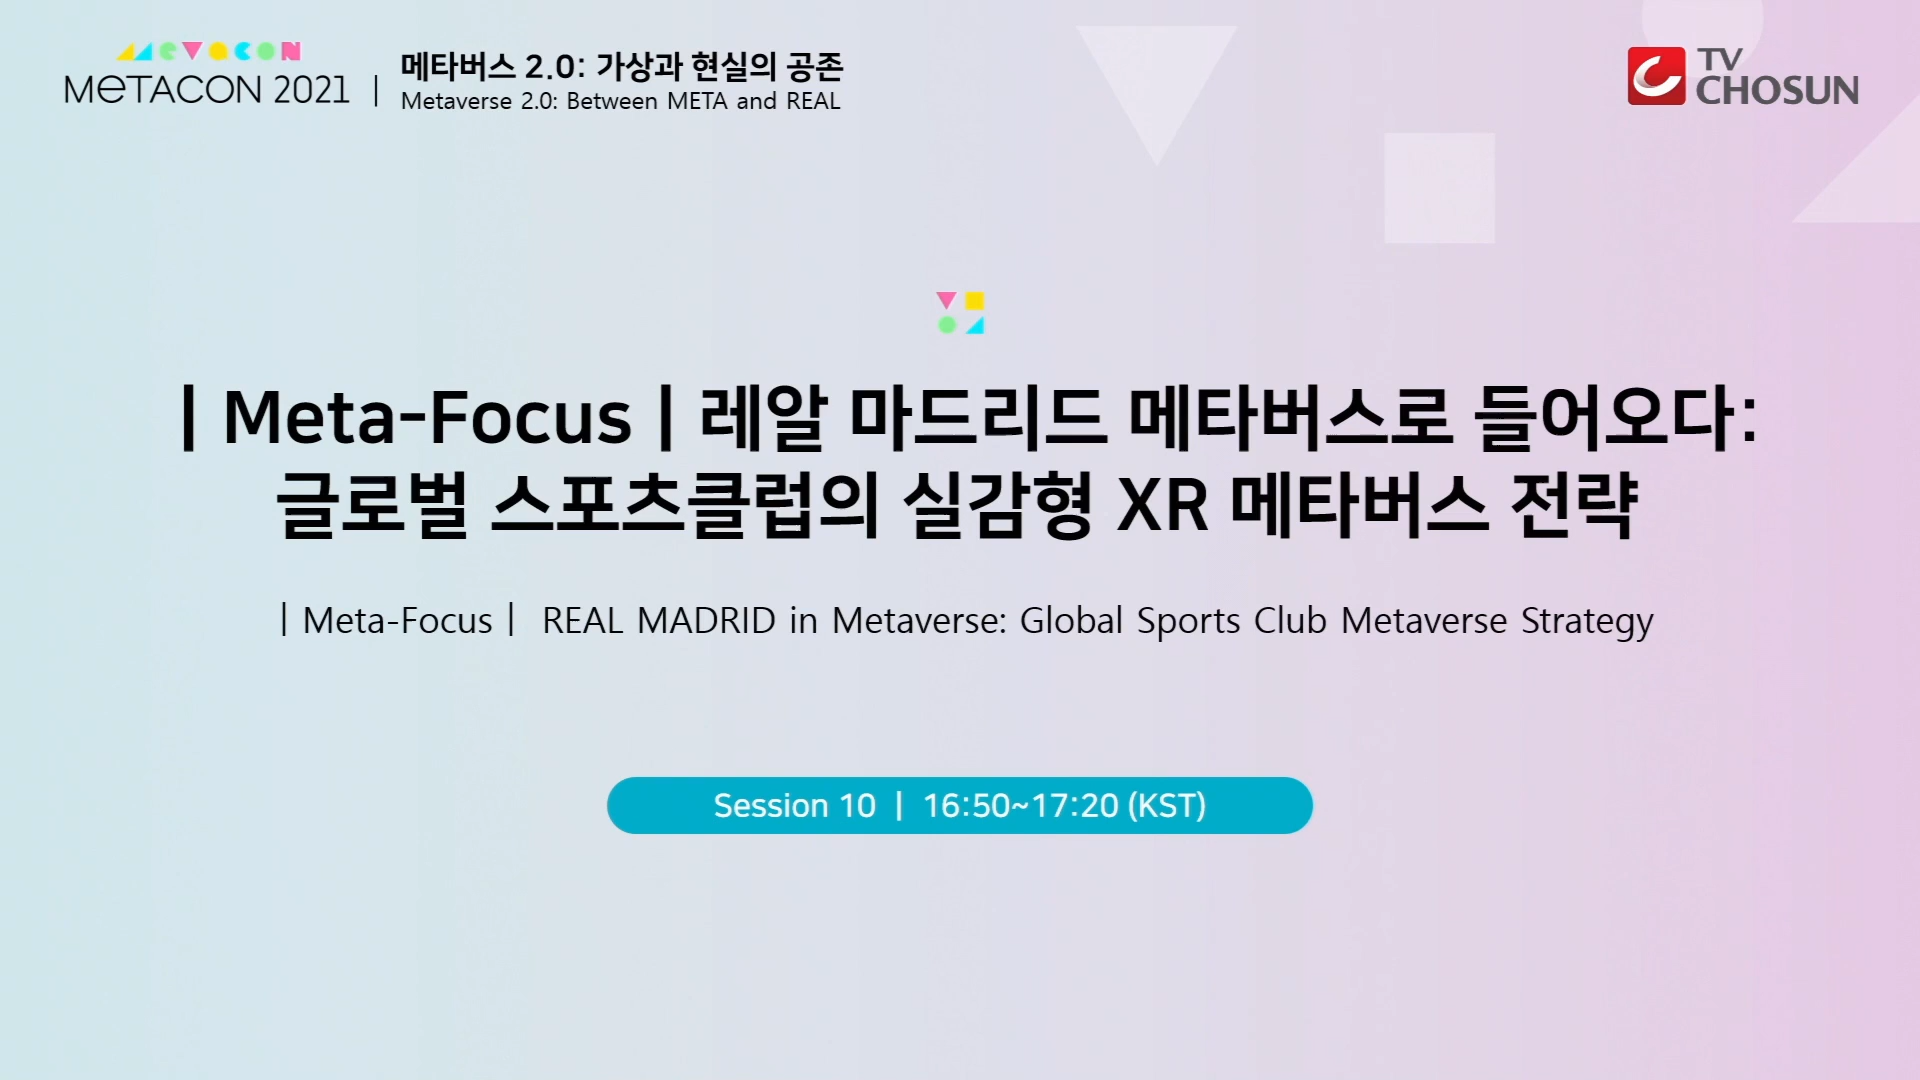 METACON 2021
메타버스 2.0: 가상과 현실의 공존
Metaverse 2.0: Between META and REAL
TV
CHOSUN
| Meta-Focus | 레알 마드리드 메타버스로 들어오다:
글로벌 스포츠클럽의 실감형 XR 메타버스 전략
| Meta-Focus | REAL MADRID in Metaverse: Global Sports Club Metaverse Strategy
Session 10 | 16:50~17:20 (KST)